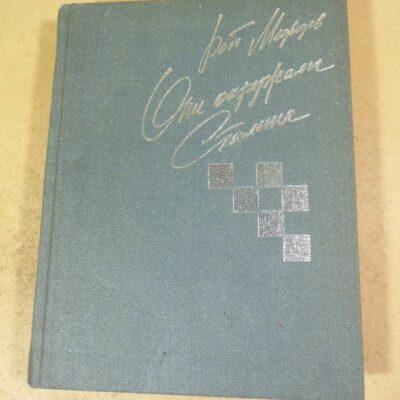 Рой Медведев
Они окружали
Сталина